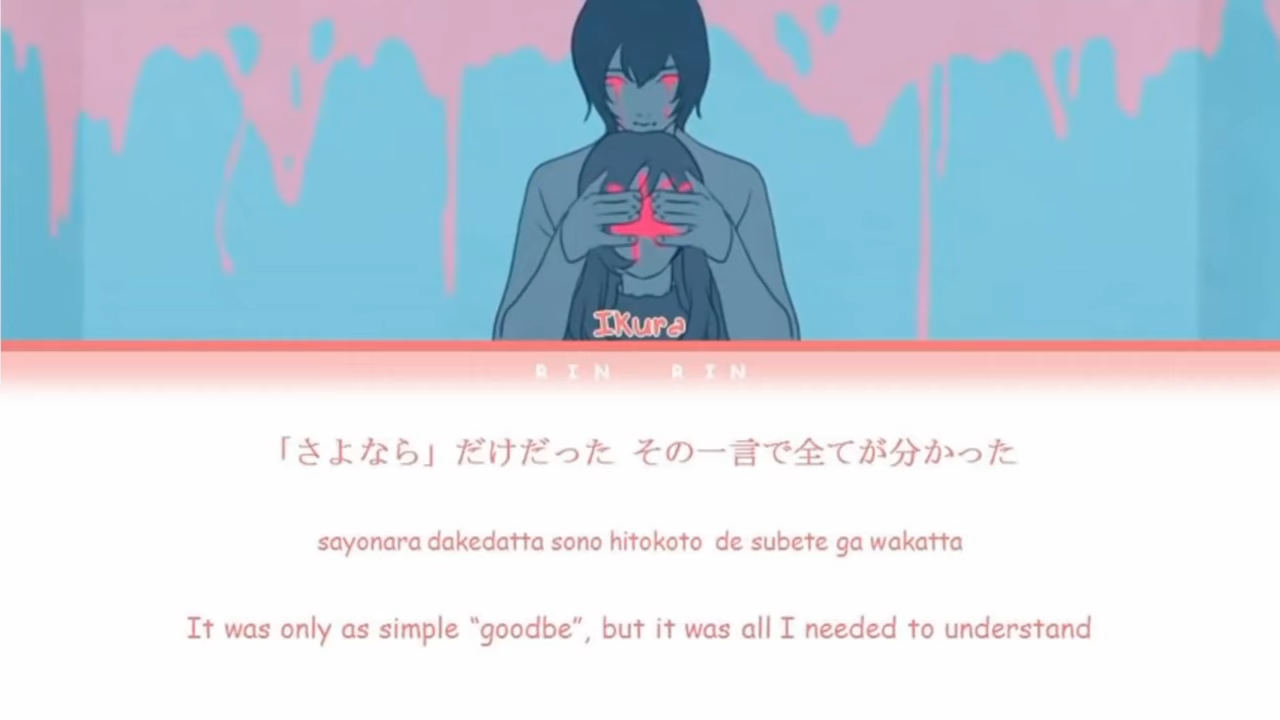 IKura
RIN RIN
「さよなら」だけだった その一言で全てが分かった
sayonara dakedatta sono hitokoto de subete ga wakatta
It was only as simple “goodbe”, but it was all I needed to understand